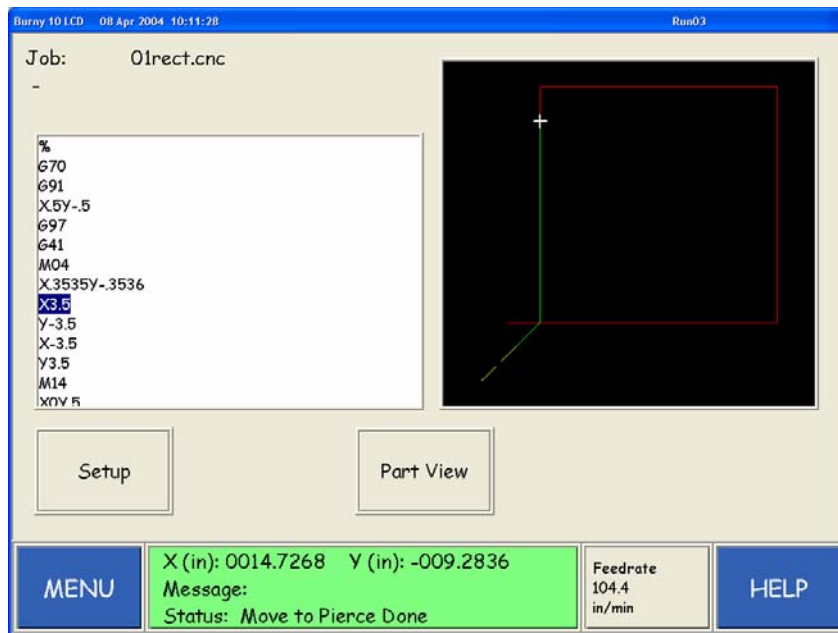 Burny 10 LCD 08 Apr 2004 10:11:28 Run03
Job: 01rect.cnc
-
%
G70
G91
X.5Y-.5
G97
G41
M04
X.3535Y-.3536
X3.5
Y-3.5
X-3.5
Y3.5
M14
X0Y.5
Setup
Part View
MENU
X (in): 0014.7268 Y (in): -009.2836
Message:
Status: Move to Pierce Done
Feedrate
104.4
in/min
HELP